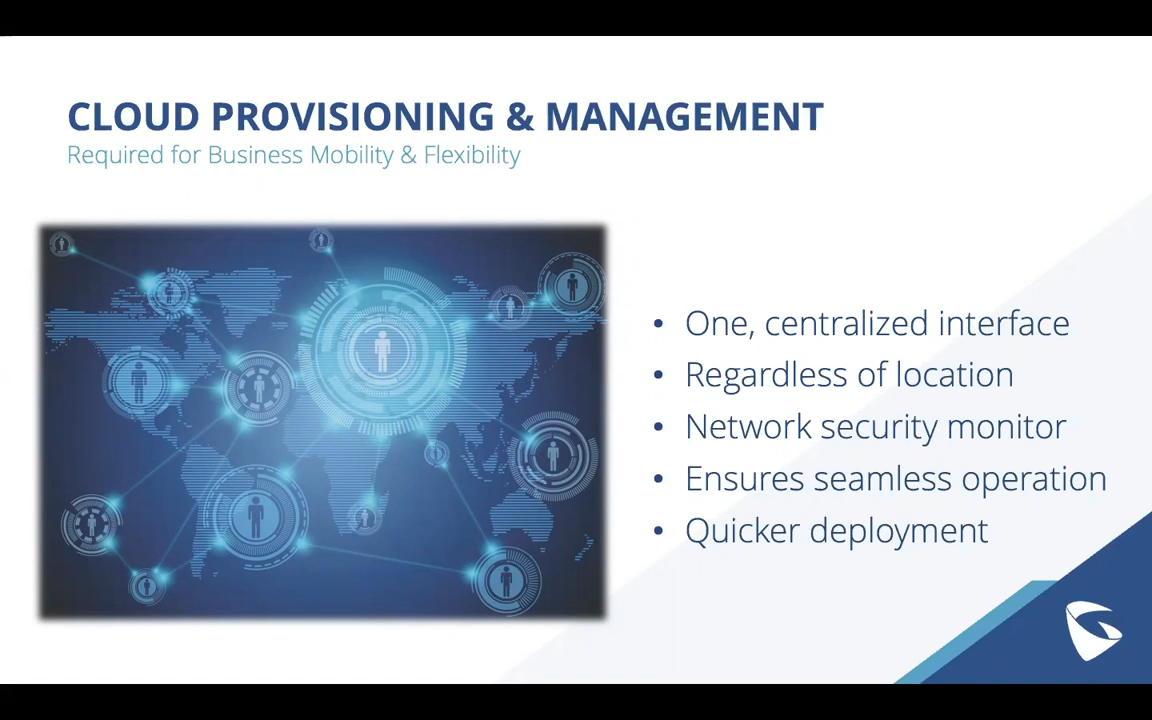 CLOUD PROVISIONING & MANAGEMENT
Required for Business Mobility & Flexibility
• One, centralized interface
• Regardless of location
• Network security monitor
• Ensures seamless operation
• Quicker deployment